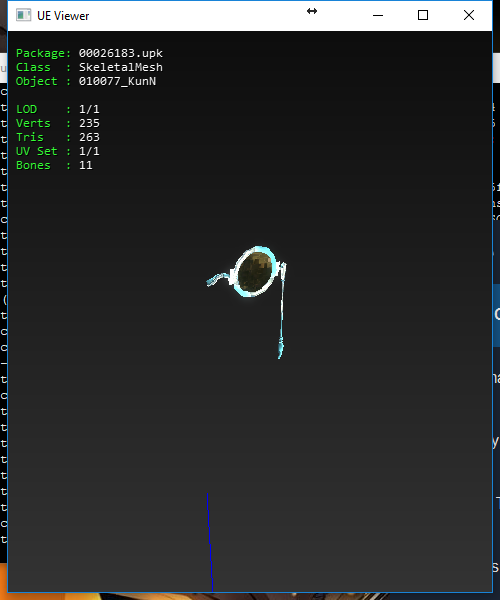 UE Viewer
Package: 00026183.upk
Class : SkeletalMesh
Object : 010077_KunN
LOD : 1/1
Verts : 235
Tris : 263
UV Set : 1/1
Bones : 11